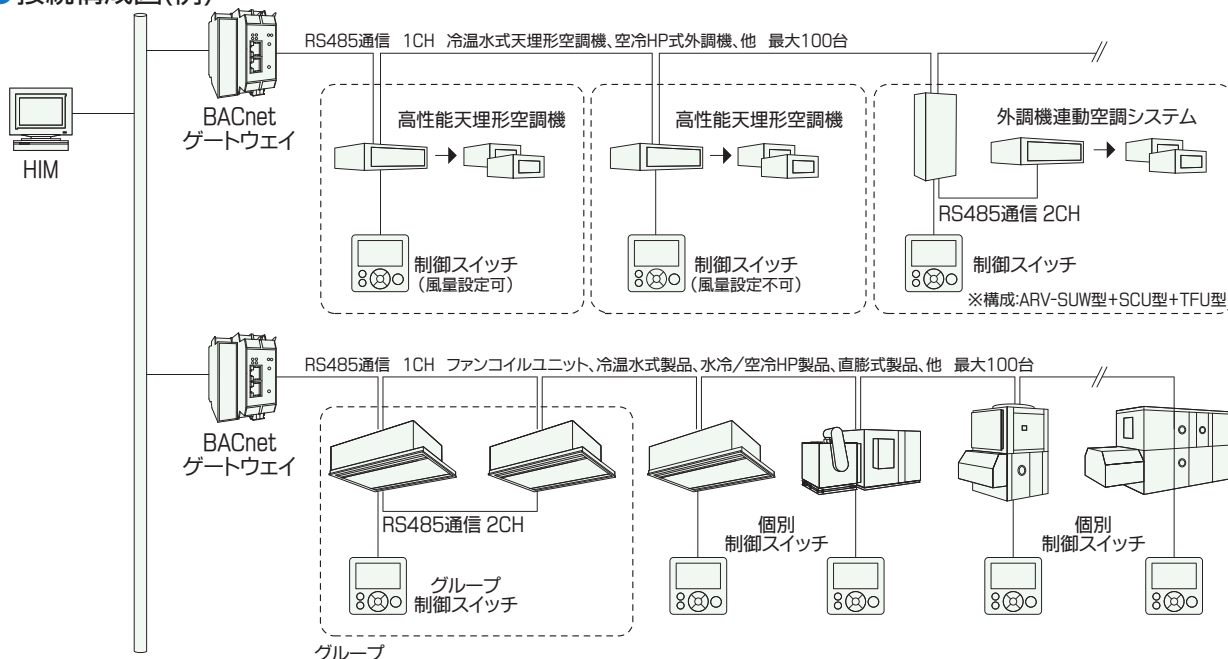 接続構成図(例)
RS485通信 1CH 冷温水式天埋形空調機、空冷HP式外調機、他 最大100台
HIM
BACnet
ゲートウェイ
高性能天埋形空調機
制御スイッチ
(風量設定可)
高性能天埋形空調機
制御スイッチ
(風量設定不可)
外調機連動空調システム
RS485通信 2CH
制御スイッチ
※構成:ARV-SUW型+SCU型+TFU型
RS485通信 1CH ファンコイルユニット、冷温水式製品、水冷/空冷HP製品、直膨式製品、他 最大100台
BACnet
ゲートウェイ
RS485通信 2CH
グループ
制御スイッチ
個別
制御スイッチ
個別
制御スイッチ
グループ